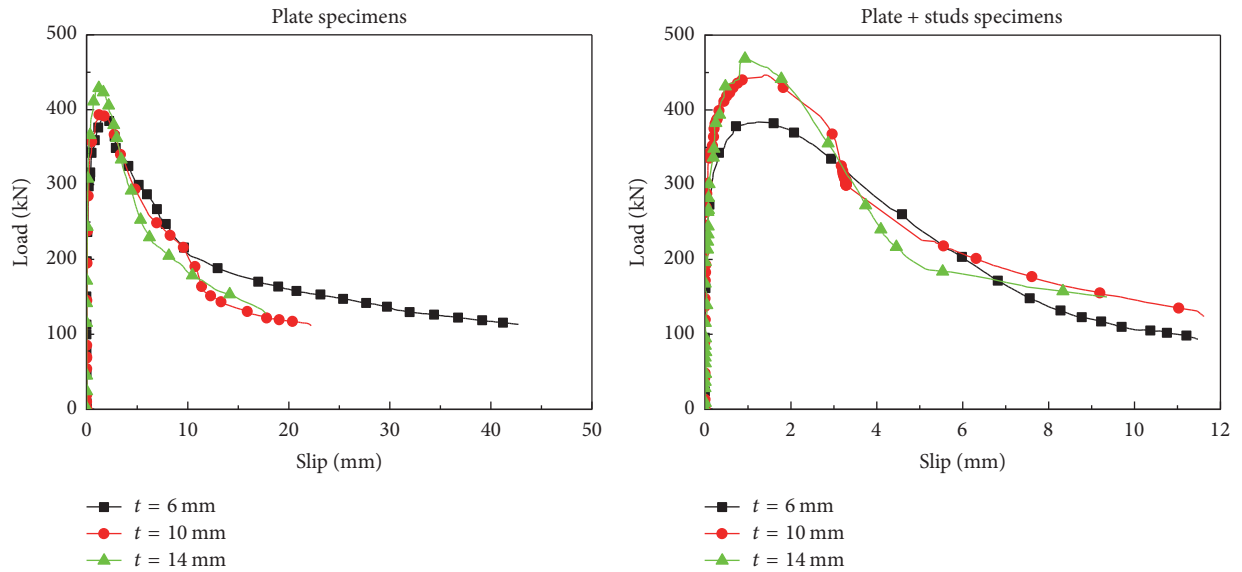 Plate specimens
500
400
300
200
100
0
Load (kN)
0 10 20 30 40 50
Slip (mm)
t = 6 mm
t = 10 mm
t = 14 mm
Plate + studs specimens
500
400
300
200
100
0
Load (kN)
0 2 4 6 8 10 12
Slip (mm)
t = 6 mm
t = 10 mm
t = 14 mm